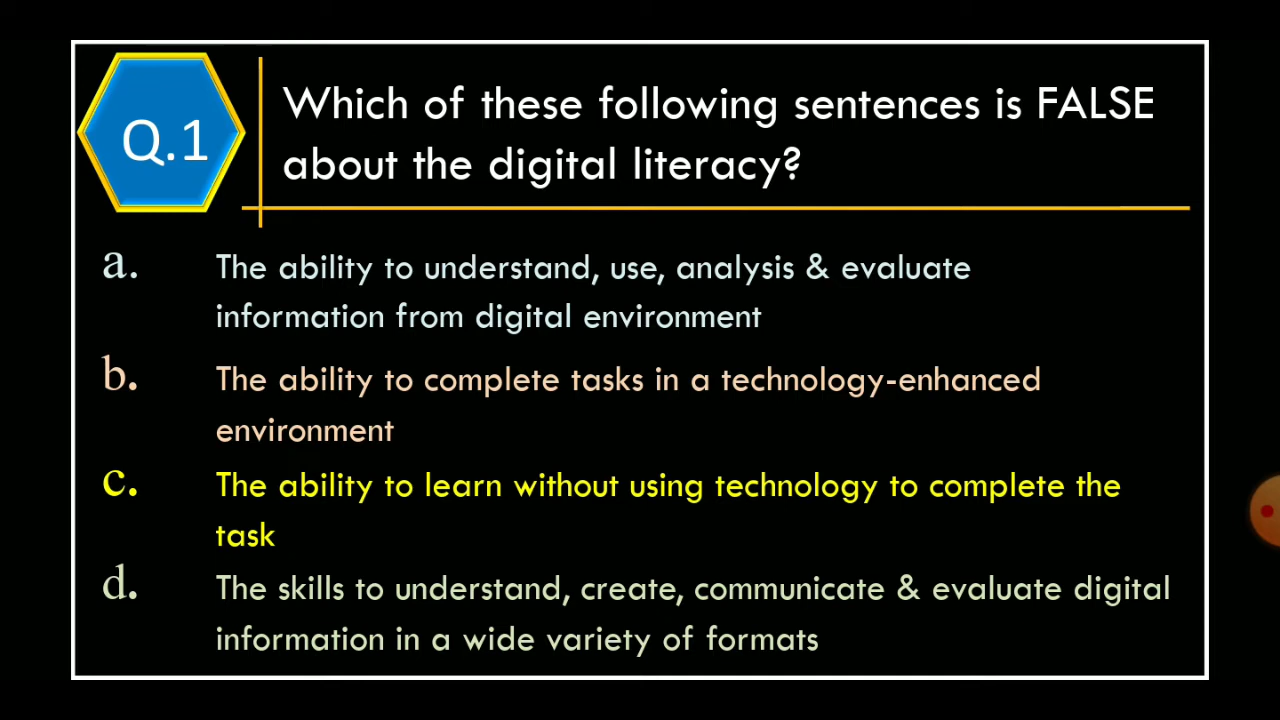 Q.1
Which of these following sentences is FALSE
about the digital literacy?
a. The ability to understand, use, analysis & evaluate
information from digital environment
b. The ability to complete tasks in a technology-enhanced
environment
c. The ability to learn without using technology to complete the
task
d. The skills to understand, create, communicate & evaluate digital
information in a wide variety of formats